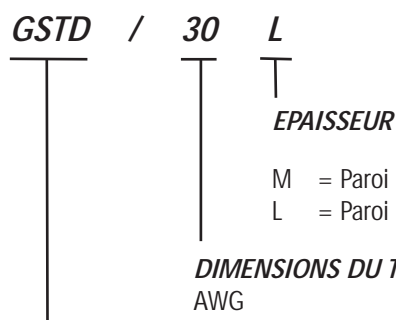 GSTD / 30 L
EPAISSEUR
M = Paroi
L = Paroi
DIMENSIONS DU
AWG